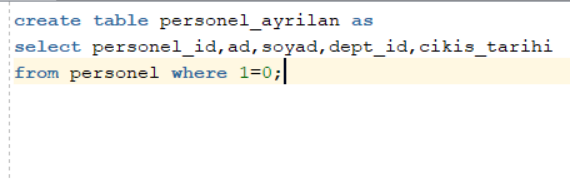 create table personel_ayrilan as
select personel_id,ad,soyad,dept_id,cikis_tarihi
from personel where 1=0;